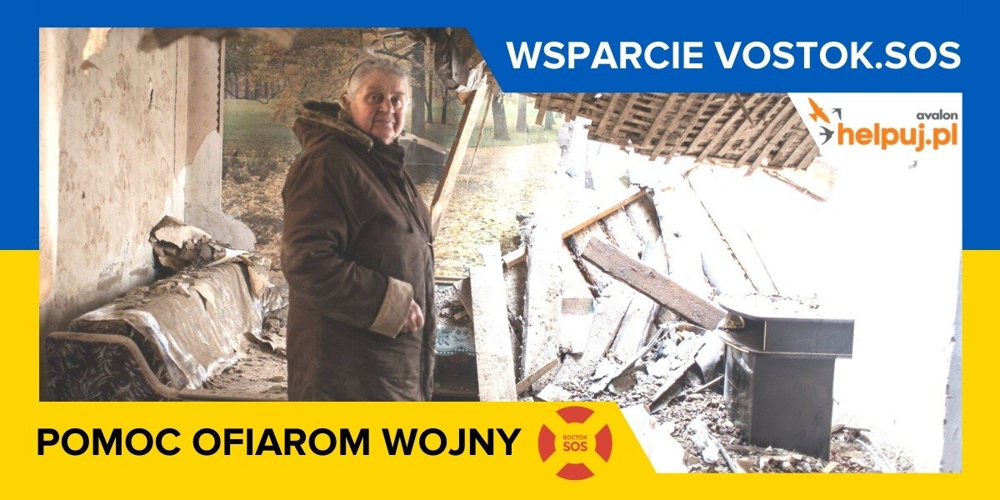 WSPARCIE VOSTOK.SOS
avalon
helpuj.pl
POMOC OFIAROM WOJNY
ВОСТОК
SOS